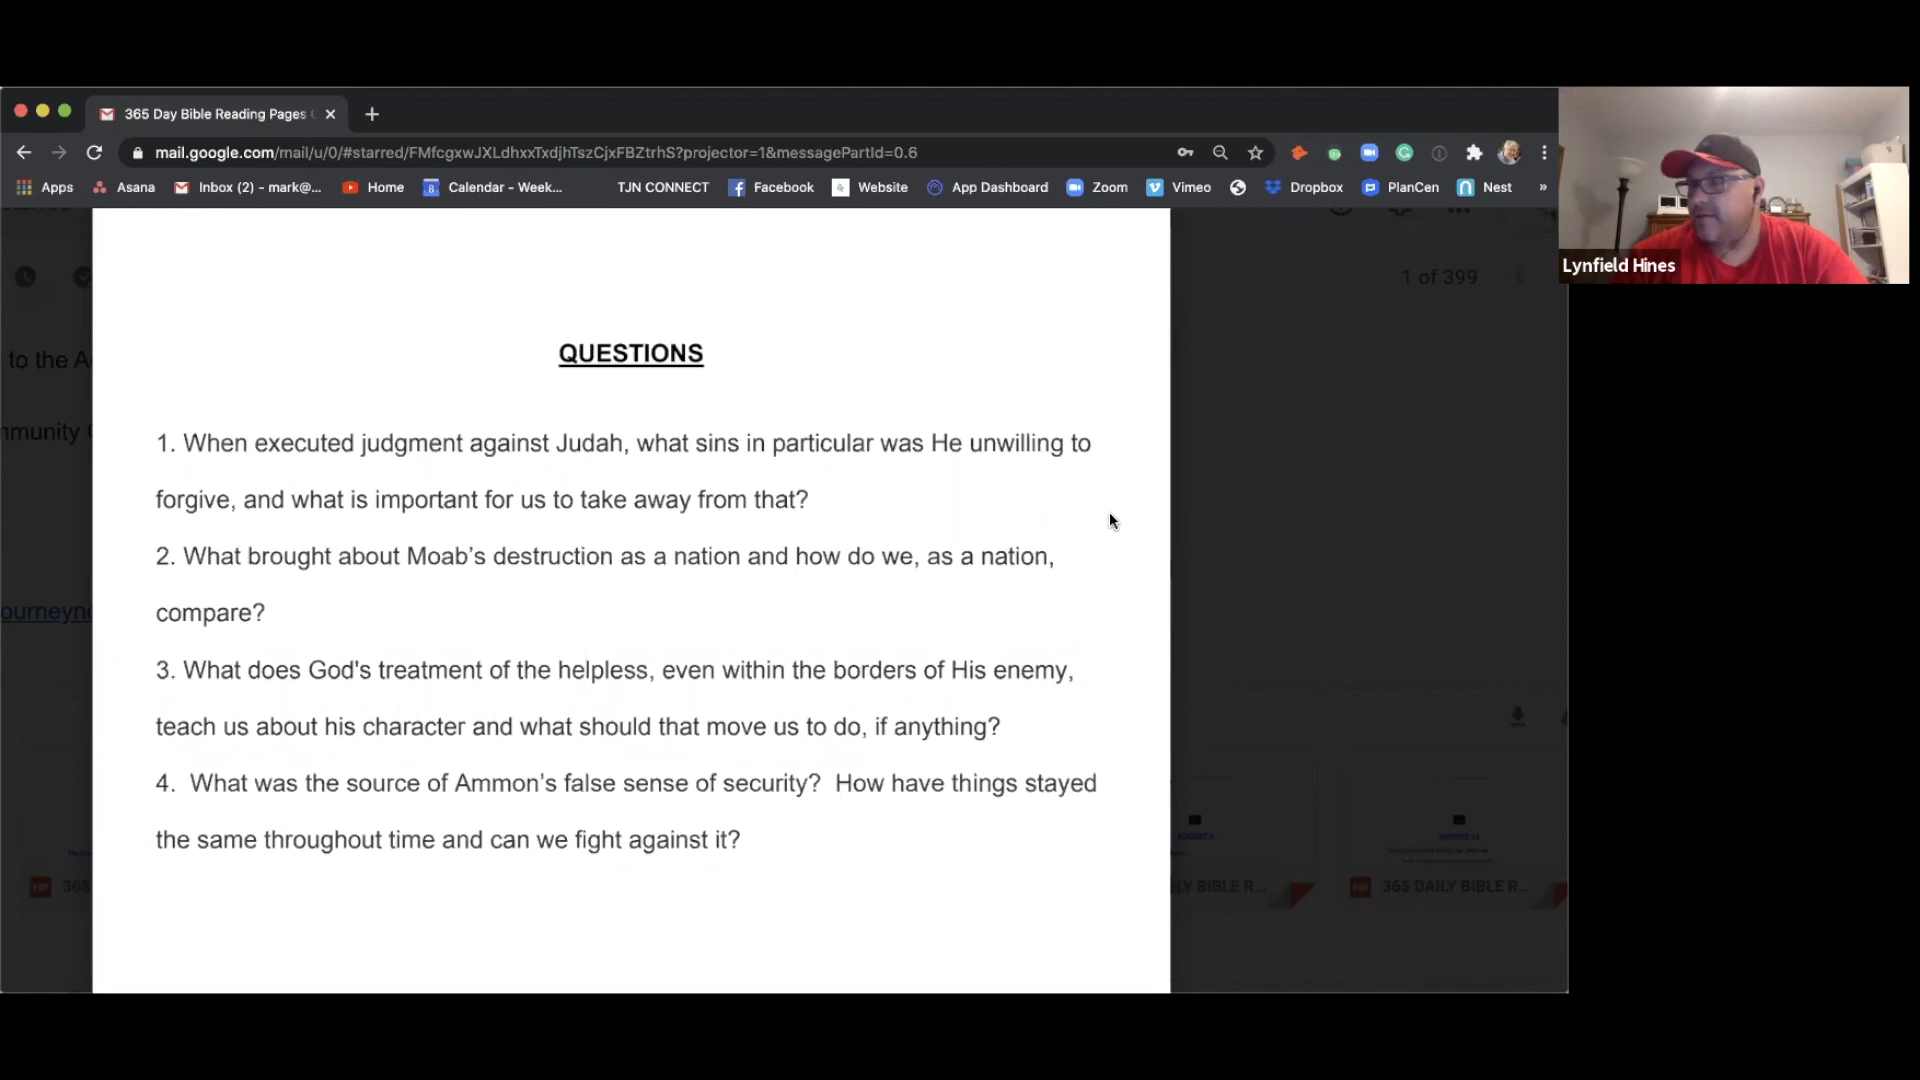 365 Day Bible Reading Pages
mail.google.com/mail/u/0/#starred/FMfcgxwJXLdhxxTxdjhTszCjxFBZtrhS?projector=1&messagePartId=0.6
Apps Asana Inbox (2) - mark@... Home Calendar - Week... TJN CONNECT Facebook Website App Dashboard Zoom Vimeo Dropbox PlanCen Nest »
Lynfield Hines
1 of 399
to the
QUESTIONS
1. When executed judgment against Judah, what sins in particular was He unwilling to
forgive, and what is important for us to take away from that?
2. What brought about Moab’s destruction as a nation and how do we, as a nation,
compare?
3. What does God's treatment of the helpless, even within the borders of His enemy,
teach us about his character and what should that move us to do, if anything?
4.  What was the source of Ammon’s false sense of security?  How have things stayed
the same throughout time and can we fight against it?
365
LY BIBLE R...
365 DAILY BIBLE R...